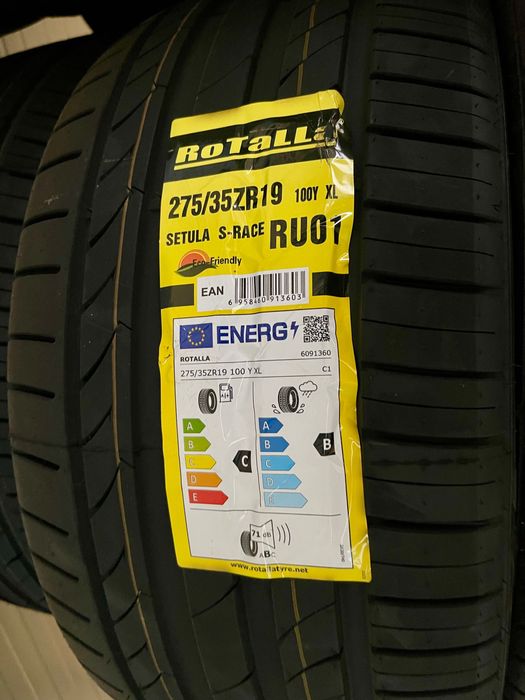 RoTaLLa
275/35ZR19 100Y XL
SETULA S-RACE RU01
Eco-Friendly
EAN
6 958460 913603
ENERG
ROTALLA 6091360
275/35ZR19 100 Y XL C1
A A
B B B
C C C
D D
E E
71 dB
ABC
www.rotallatyre.net